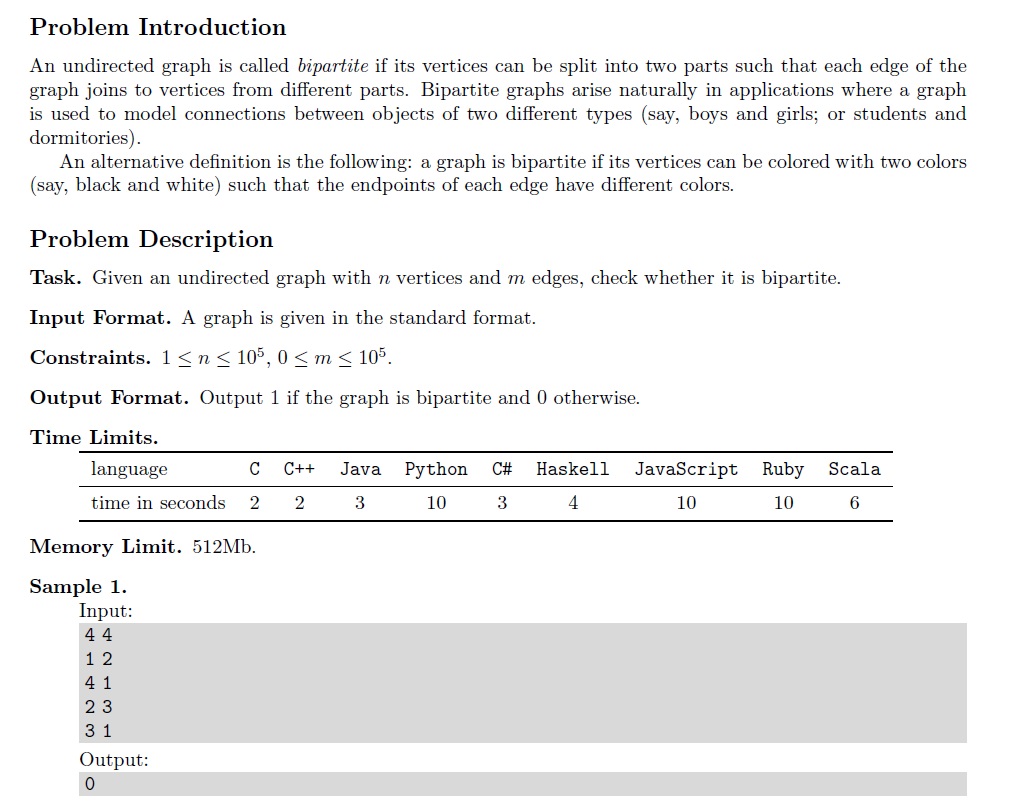 Problem Introduction
An undirected graph is called bipartite if its vertices can be split into two parts such that each edge of the
graph joins to vertices from different parts. Bipartite graphs arise naturally in applications where a graph
is used to model connections between objects of two different types (say, boys and girls; or students and
dormitories).
An alternative definition is the following: a graph is bipartite if its vertices can be colored with two colors
(say, black and white) such that the endpoints of each edge have different colors.
Problem Description
Task. Given an undirected graph with n vertices and m edges, check whether it is bipartite.
Input Format. A graph is given in the standard format.
Constraints. 1 ≤ n ≤ 10⁵, 0 ≤ m ≤ 10⁵.
Output Format. Output 1 if the graph is bipartite and 0 otherwise.
Time Limits.
language C C++ Java Python C# Haskell JavaScript Ruby Scala
time in seconds 2 2 3 10 3 4 10 10 6
Memory Limit. 512Mb.
Sample 1.
Input:
4 4
1 2
4 1
2 3
3 1
Output:
0